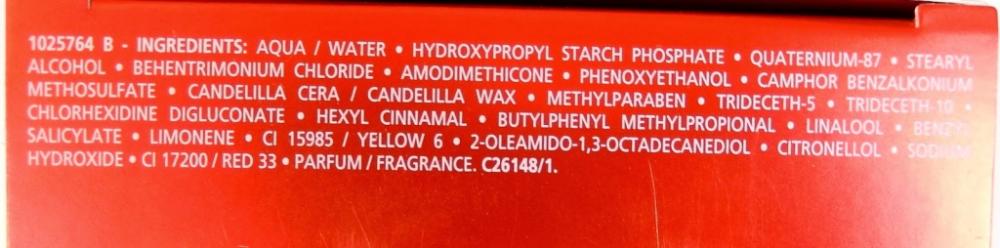 1025764 B - INGREDIENTS: AQUA / WATER • HYDROXYPROPYL STARCH PHOSPHATE • QUATERNIUM-87 • STEARYL
ALCOHOL • BEHENTRIMONIUM CHLORIDE • AMODIMETHICONE • PHENOXYETHANOL • CAMPHOR BENZALKONIUM
METHOSULFATE • CANDELILLA CERA / CANDELILLA WAX • METHYLPARABEN • TRIDECETH-5 • TRIDECETH-10 •
CHLORHEXIDINE DIGLUCONATE • HEXYL CINNAMAL • BUTYLPHENYL METHYLPROPIONAL • LINALOOL • BENZYL
SALICYLATE • LIMONENE • CI 15985 / YELLOW 6 • 2-OLEAMIDO-1,3-OCTADECANEDIOL • CITRONELLOL • SODIUM
HYDROXIDE • CI 17200 / RED 33 • PARFUM / FRAGRANCE. C26148/1.